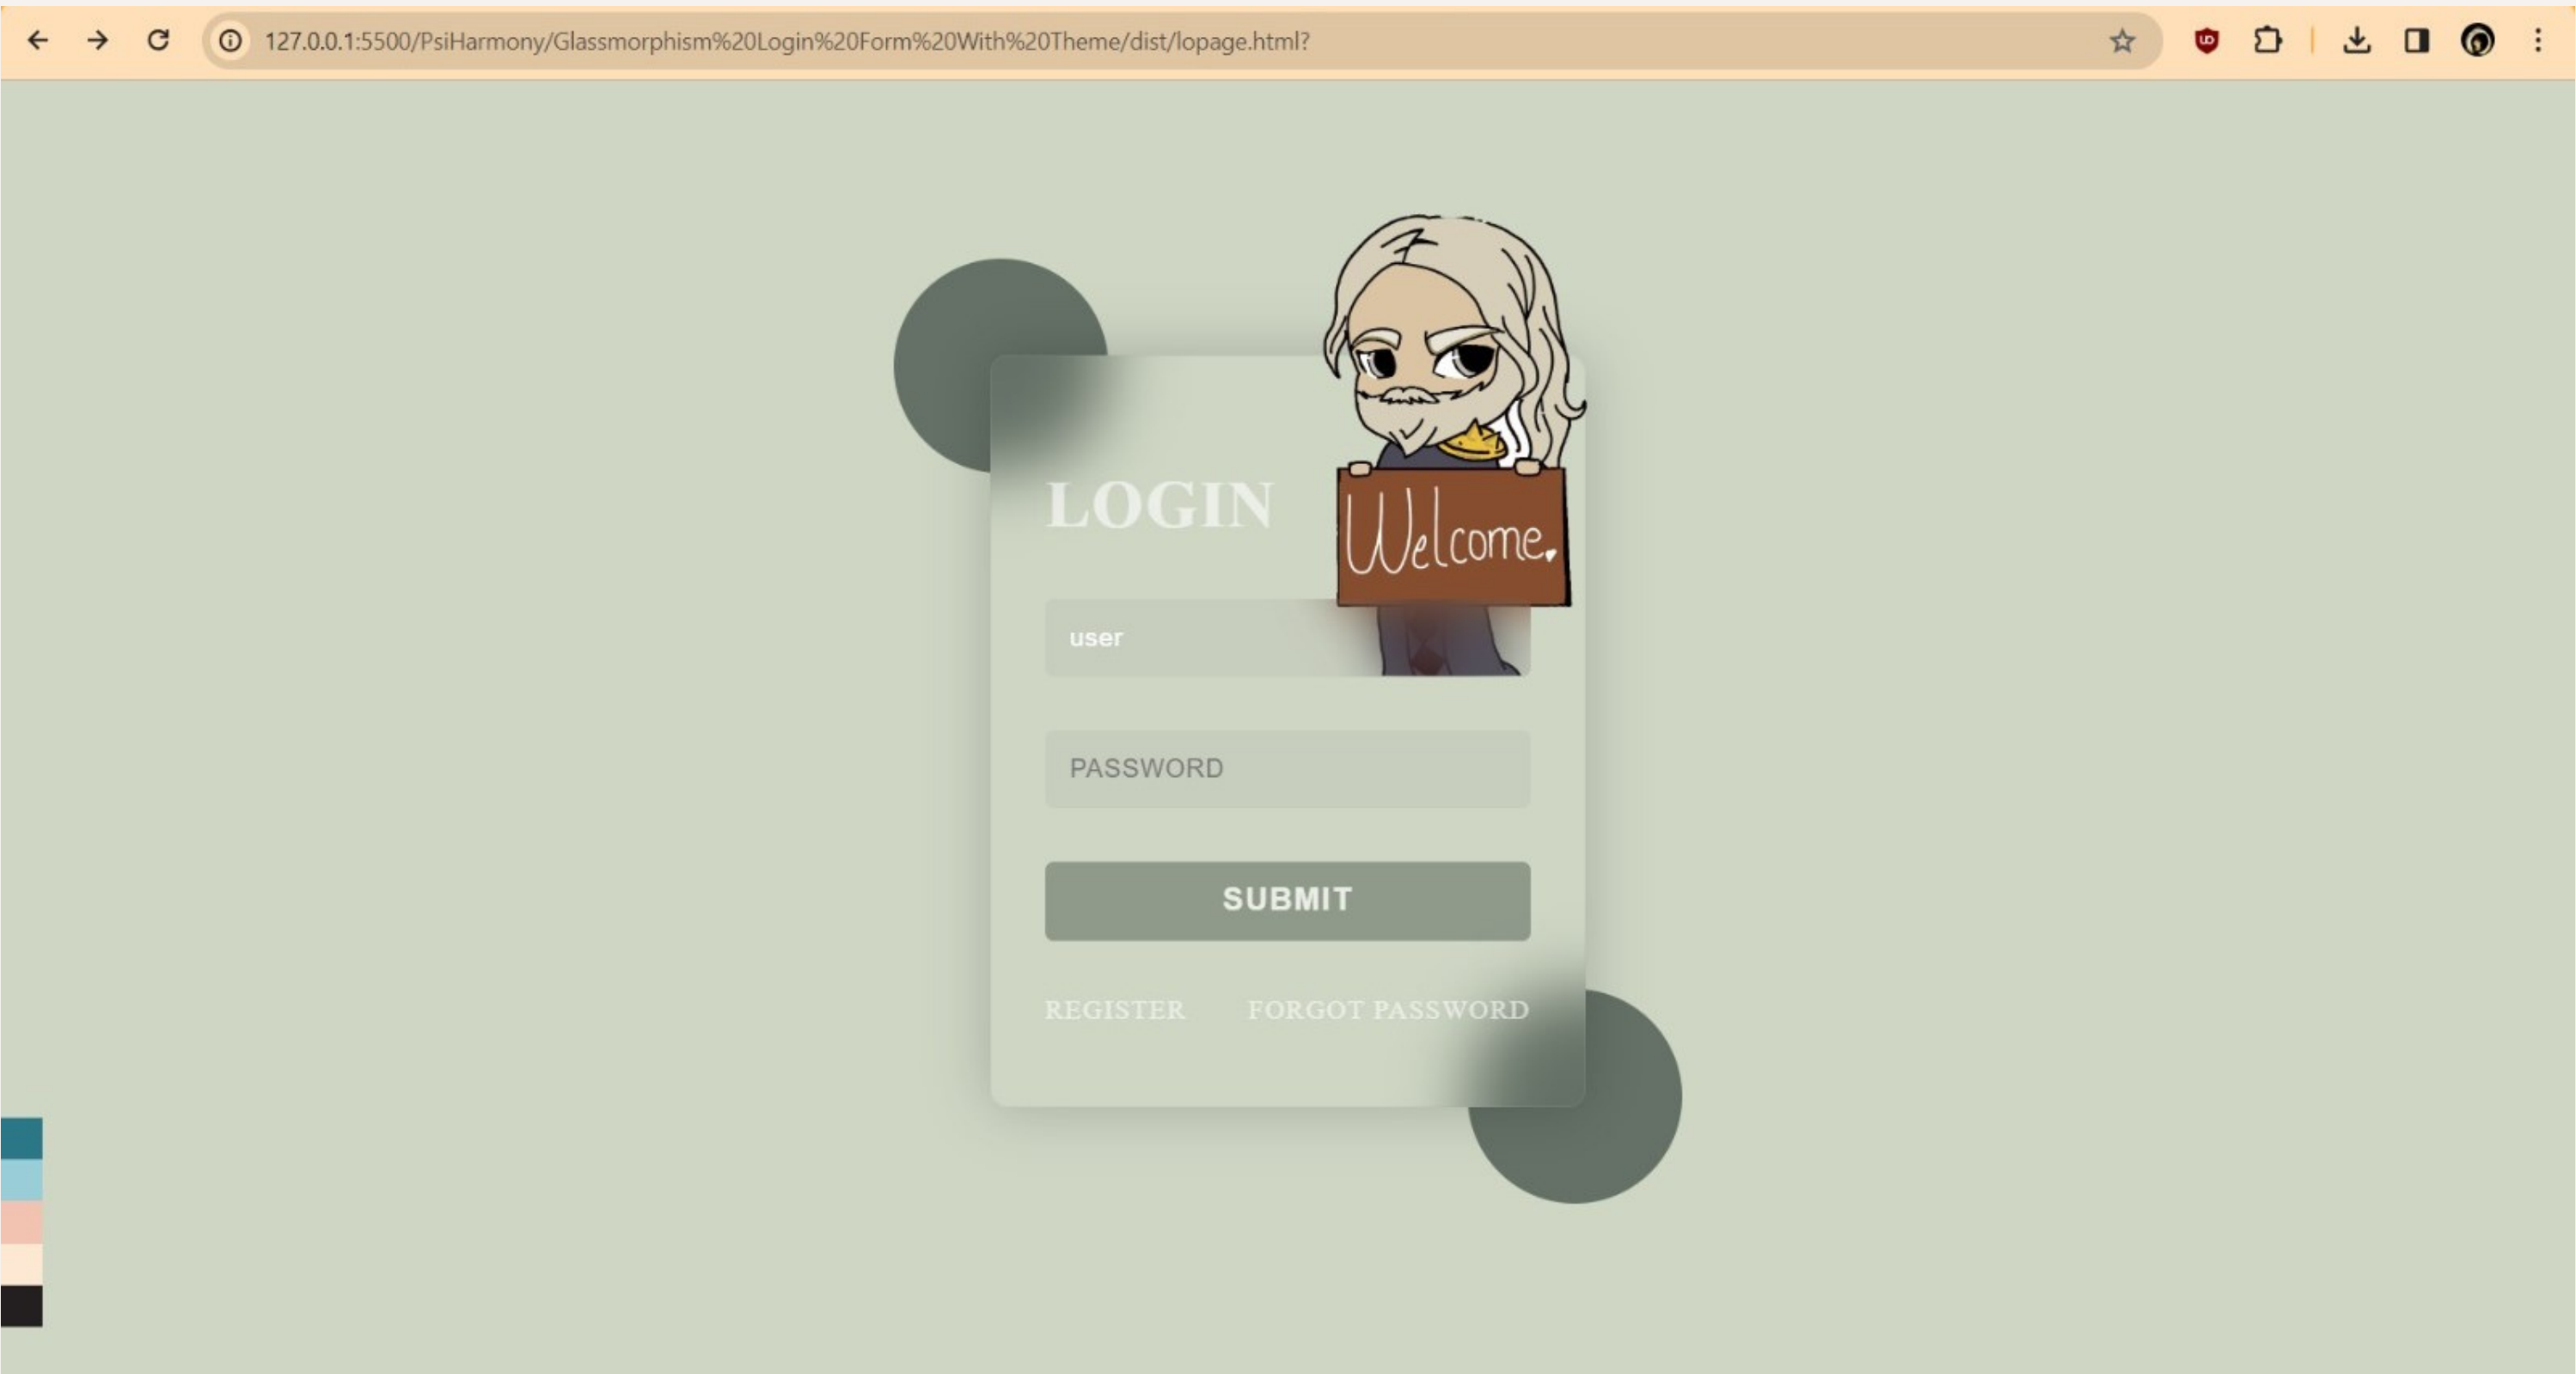 127.0.0.1:5500/PsiHarmony/Glassmorphism%20Login%20Form%20With%20Theme/dist/lopage.html?
LOGIN
Welcome.
user
PASSWORD
SUBMIT
REGISTER FORGOT PASSWORD